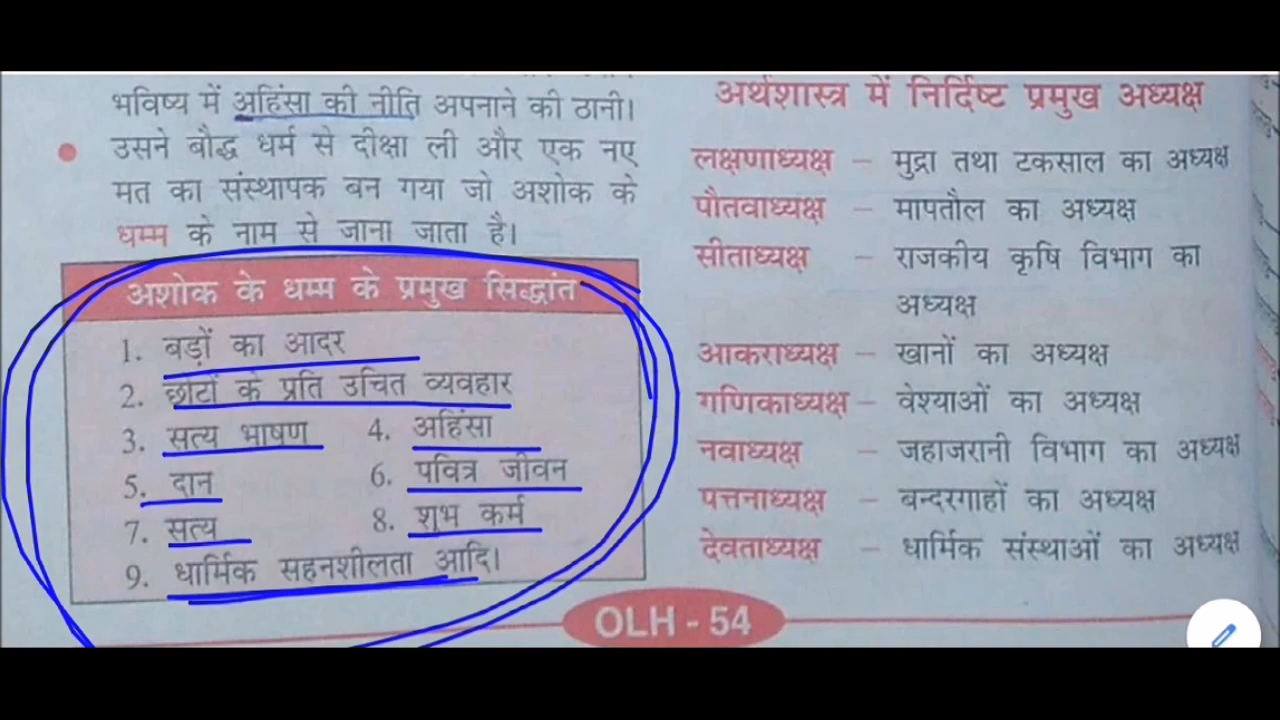 भविष्य में अहिंसा की नीति अपनाने की ठानी।
उसने बौद्ध धर्म से दीक्षा ली और एक नए
मत का संस्थापक बन गया जो अशोक के
धम्म के नाम से जाना जाता है।
अशोक के धम्म के प्रमुख सिद्धांत
1. बड़ों का आदर
2. छोटों के प्रति उचित व्यवहार
3. सत्य भाषण 4. अहिंसा
5. दान 6. पवित्र जीवन
7. सत्य 8. शुभ कर्म
9. धार्मिक सहनशीलता आदि।
अर्थशास्त्र में निर्दिष्ट प्रमुख अध्यक्ष
लक्षणाध्यक्ष – मुद्रा तथा टकसाल का अध्यक्ष
पौतवाध्यक्ष – मापतौल का अध्यक्ष
सीताध्यक्ष – राजकीय कृषि विभाग का
अध्यक्ष
आकराध्यक्ष – खानों का अध्यक्ष
गणिकाध्यक्ष – वेश्याओं का अध्यक्ष
नवाध्यक्ष – जहाजरानी विभाग का अध्यक्ष
पत्तनाध्यक्ष – बन्दरगाहों का अध्यक्ष
देवताध्यक्ष – धार्मिक संस्थाओं का अध्यक्ष
OLH - 54